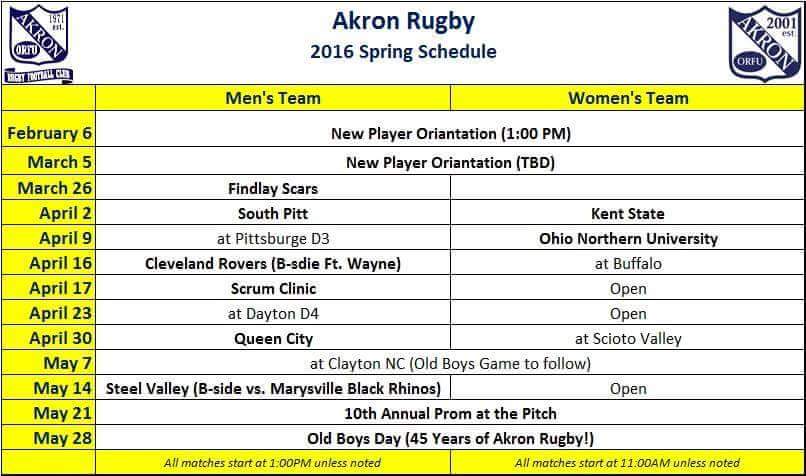 1971
est.
AKRON
ORFU
RUGBY FOOTBALL CLUB
Akron Rugby
2016 Spring Schedule
2001
est.
AKRON
ORFU
Men's Team Women's Team
February 6 New Player Oriantation (1:00 PM)
March 5 New Player Oriantation (TBD)
March 26 Findlay Scars
April 2 South Pitt Kent State
April 9 at Pittsburge D3 Ohio Northern University
April 16 Cleveland Rovers (B-sdie Ft. Wayne) at Buffalo
April 17 Scrum Clinic Open
April 23 at Dayton D4 Open
April 30 Queen City at Scioto Valley
May 7 at Clayton NC (Old Boys Game to follow)
May 14 Steel Valley (B-side vs. Marysville Black Rhinos) Open
May 21 10th Annual Prom at the Pitch
May 28 Old Boys Day (45 Years of Akron Rugby!)
All matches start at 1:00PM unless noted All matches start at 11:00AM unless noted